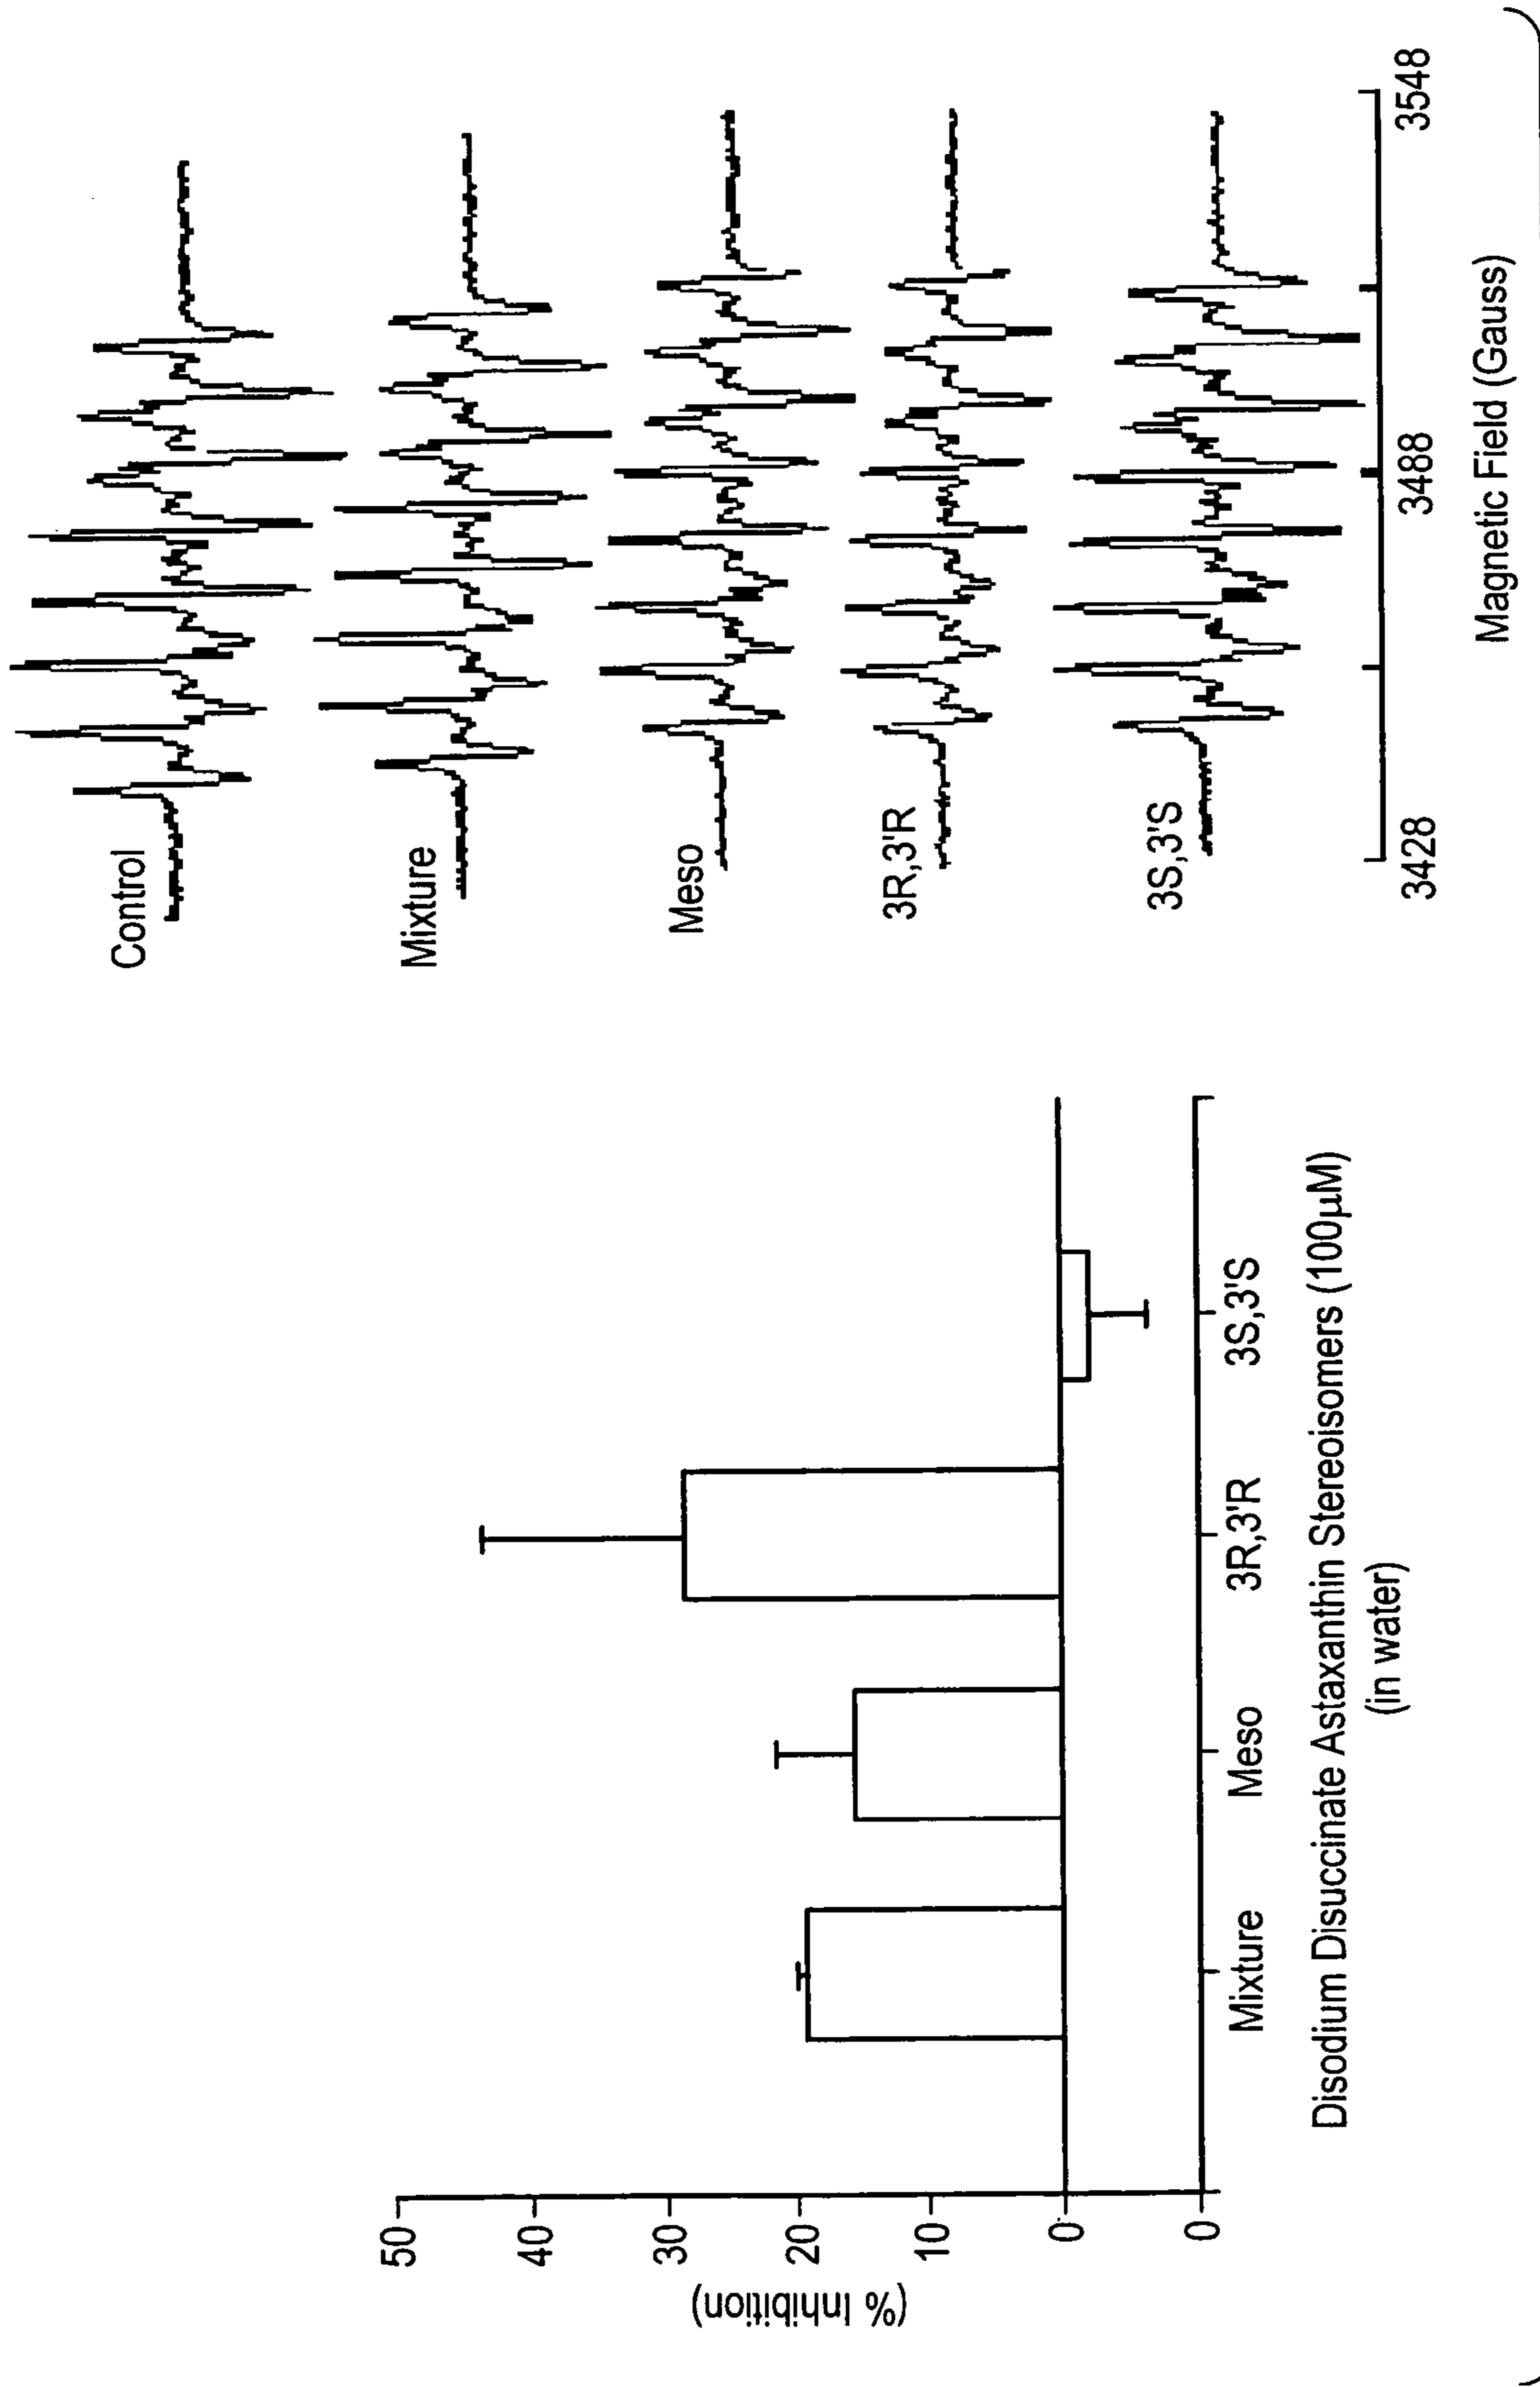 (% Inhibition)
50
40
30
20
10
0
0
Mixture
Meso
3R,3'R
3S,3'S
Disodium Disuccinate Astaxanthin Stereoisomers (100μM)
(in water)
Control
Mixture
Meso
3R,3'R
3S,3'S
3428
3488
3548
Magnetic Field (Gauss)